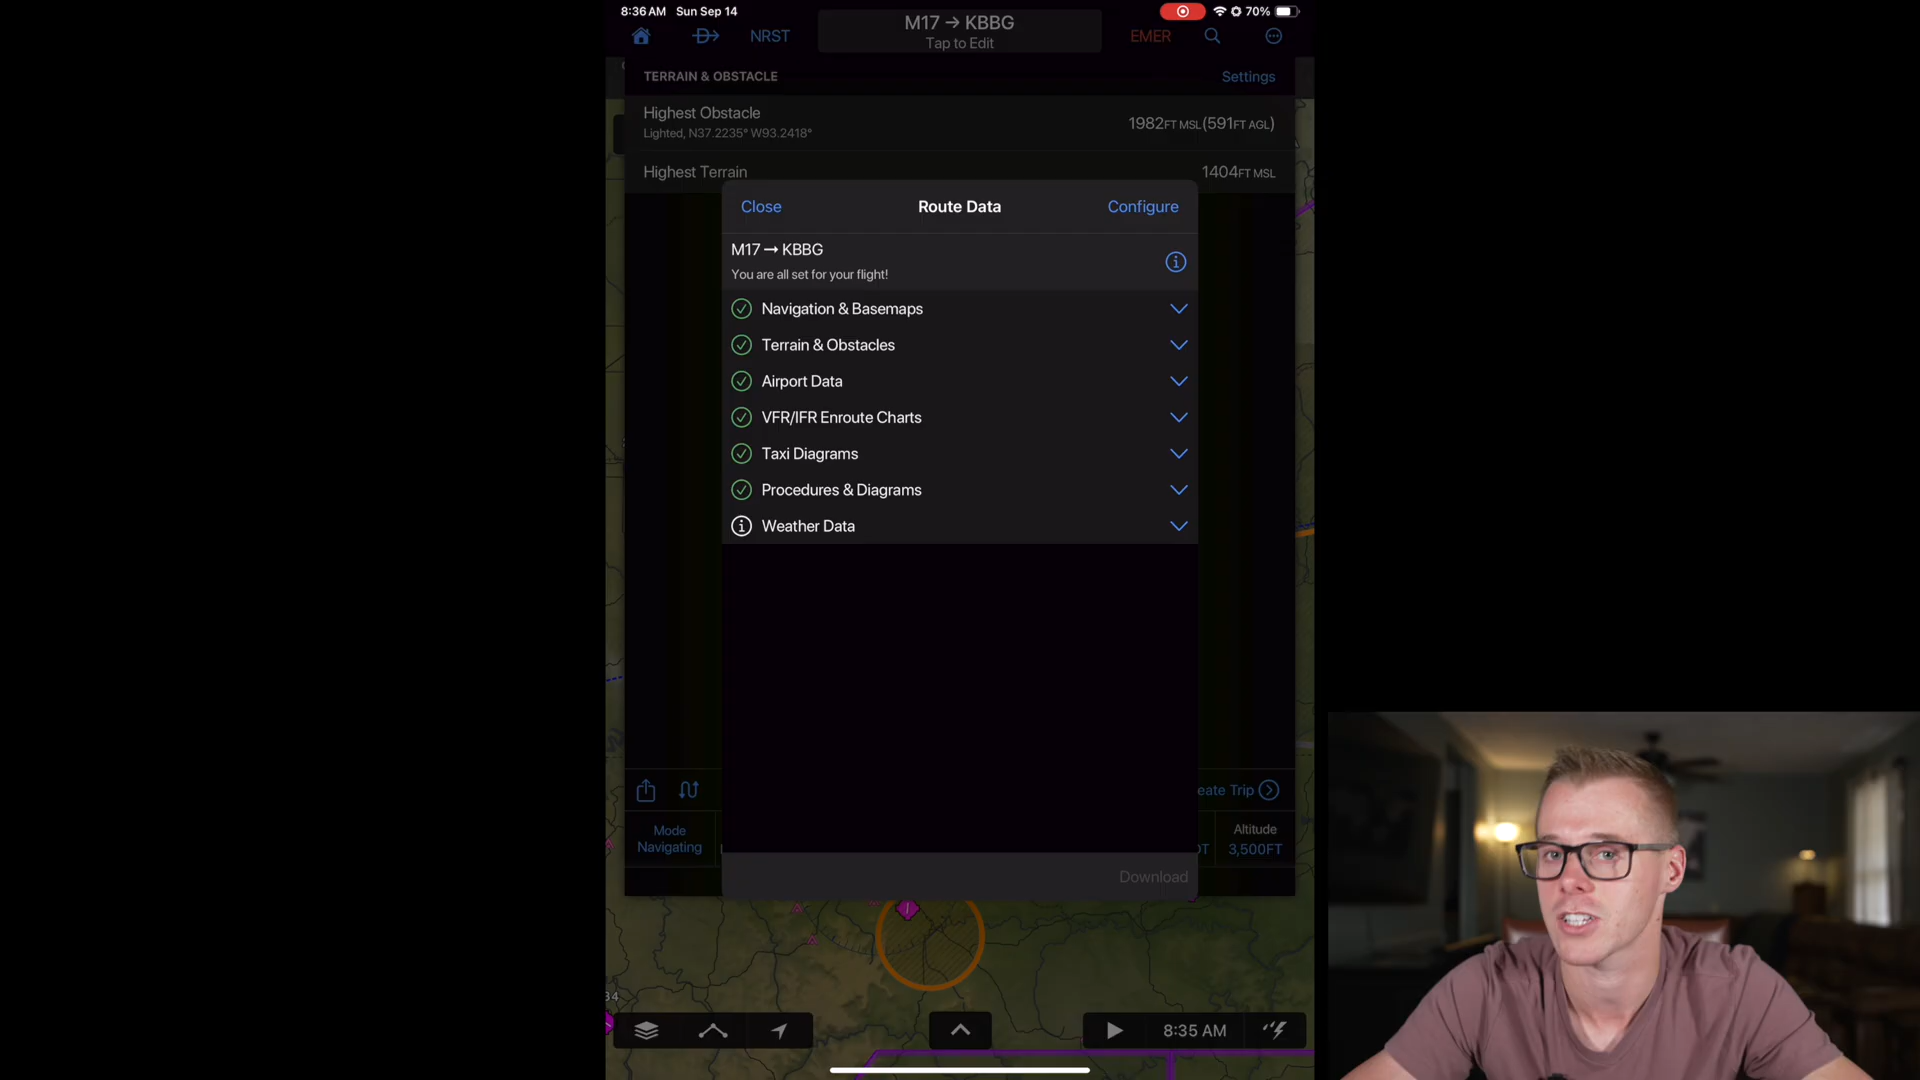 8:36 AM Sun Sep 14
70%
M17 → KBBG
NRST
Tap to Edit
EMER
TERRAIN & OBSTACLE
Settings
Highest Obstacle
1982FT MSL(591FT AGL)
Lighted, N37.2235° W93.2418°
Highest Terrain
1404FT MSL
Close
Route Data
Configure
M17 → KBBG
You are all set for your flight!
Navigation & Basemaps
Terrain & Obstacles
Airport Data
VFR/IFR Enroute Charts
Taxi Diagrams
Procedures & Diagrams
Weather Data
eate Trip
Mode
Navigating
Altitude
3,500FT
Download
34
8:35 AM